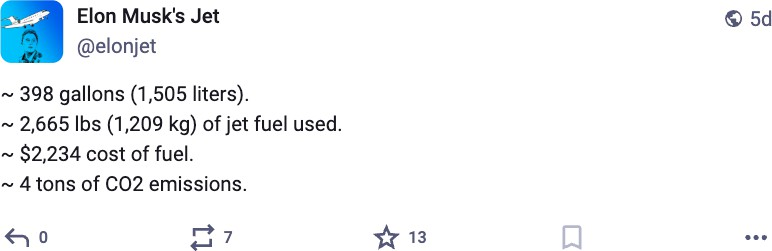 Elon Musk's Jet
5d
@elonjet
~ 398 gallons (1,505 liters).
~ 2,665 lbs (1,209 kg) of jet fuel used.
~ $2,234 cost of fuel.
~ 4 tons of CO2 emissions.
0 7 13